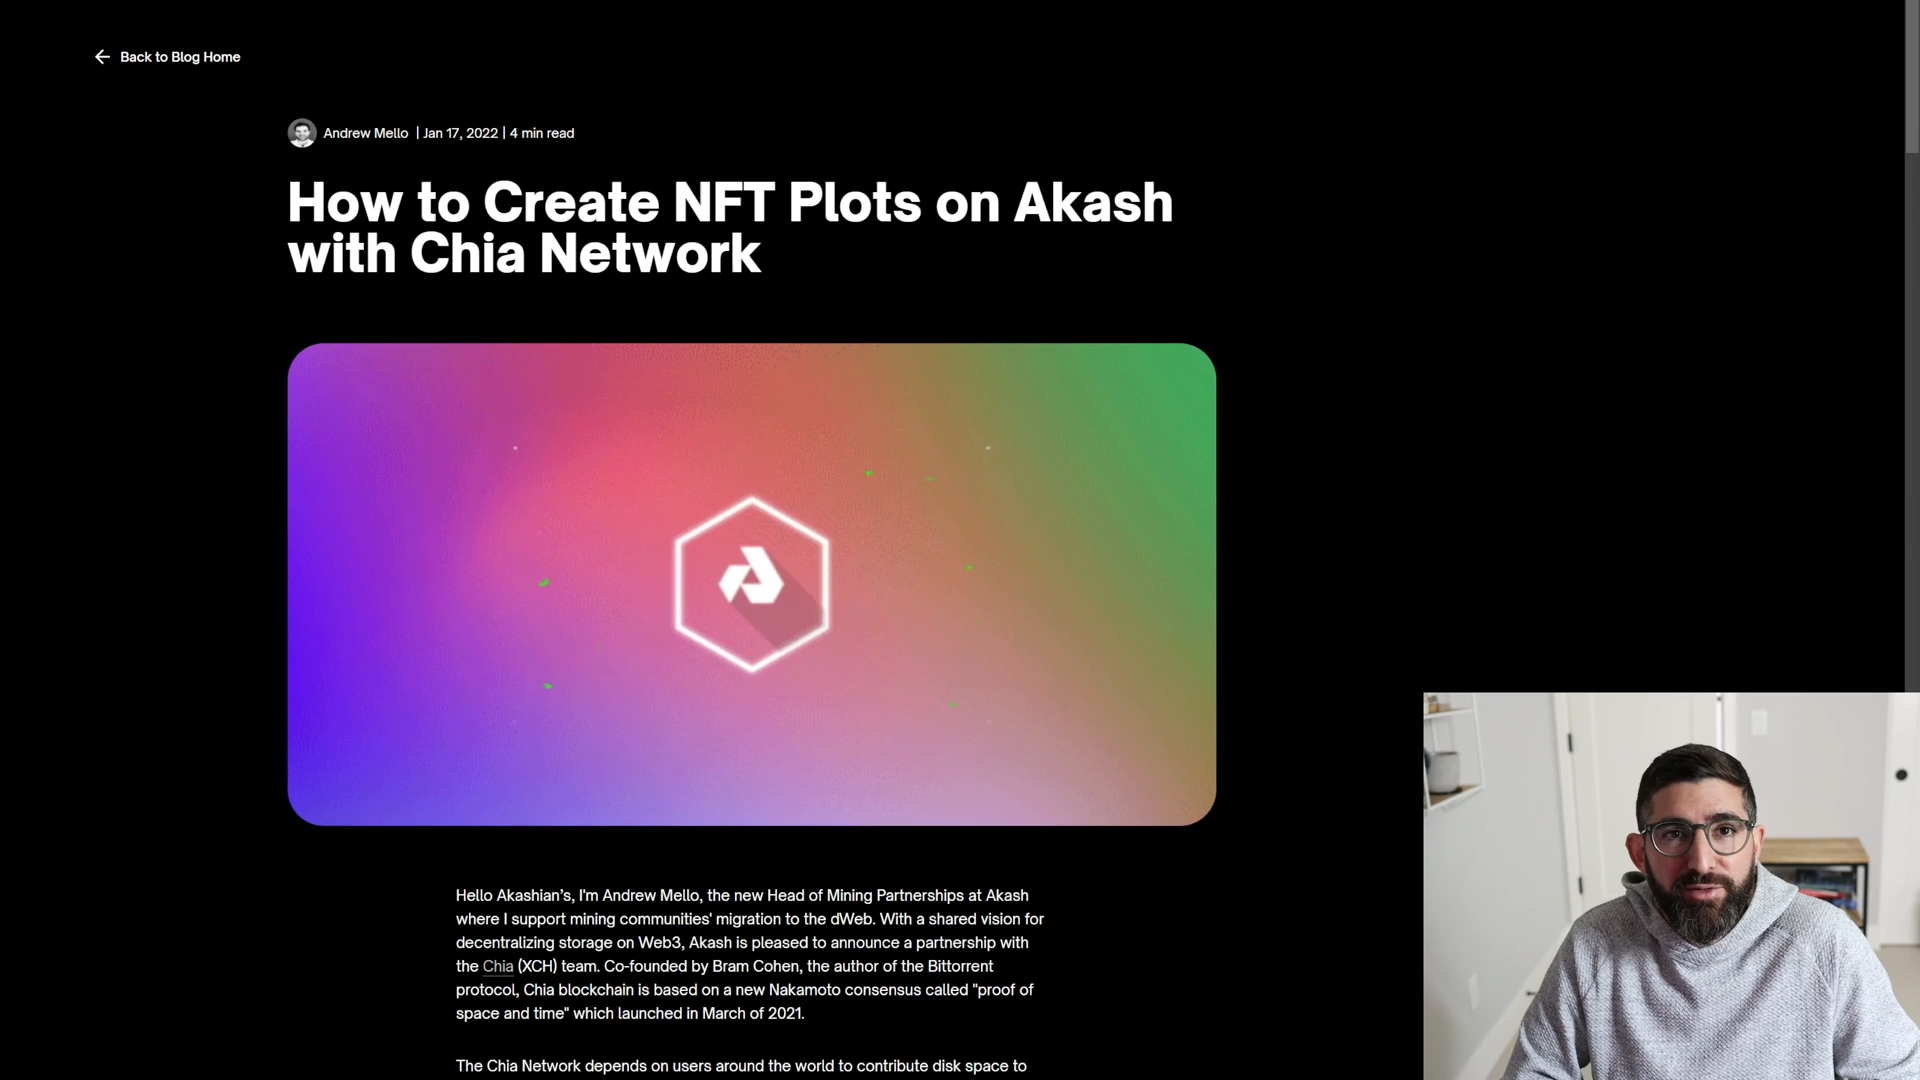 Back to Blog Home
Andrew Mello | Jan 17, 2022 | 4 min read
How to Create NFT Plots on Akash
with Chia Network
Hello Akashian’s, I'm Andrew Mello, the new Head of Mining Partnerships at Akash
where I support mining communities' migration to the dWeb. With a shared vision for
decentralizing storage on Web3, Akash is pleased to announce a partnership with
the Chia (XCH) team. Co-founded by Bram Cohen, the author of the Bittorrent
protocol, Chia blockchain is based on a new Nakamoto consensus called "proof of
space and time" which launched in March of 2021.
The Chia Network depends on users around the world to contribute disk space to